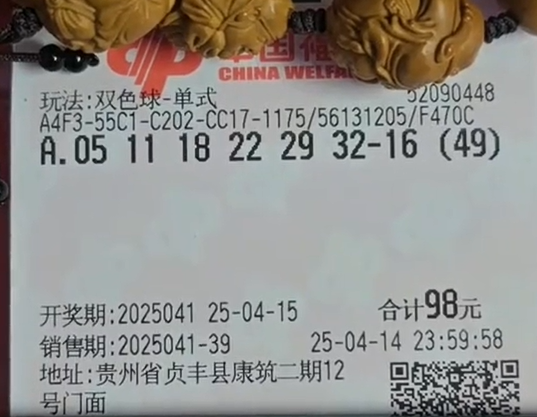 中国福
CHINA WELFA
玩法:双色球-单式 52090448
A4F3-55C1-C202-CC17-1175/56131205/F470C
A.05 11 18 22 29 32-16 (49)
开奖期:2025041 25-04-15 合计98元
销售期:2025041-39 25-04-14 23:59:58
地址:贵州省贞丰县康筑二期12
号门面